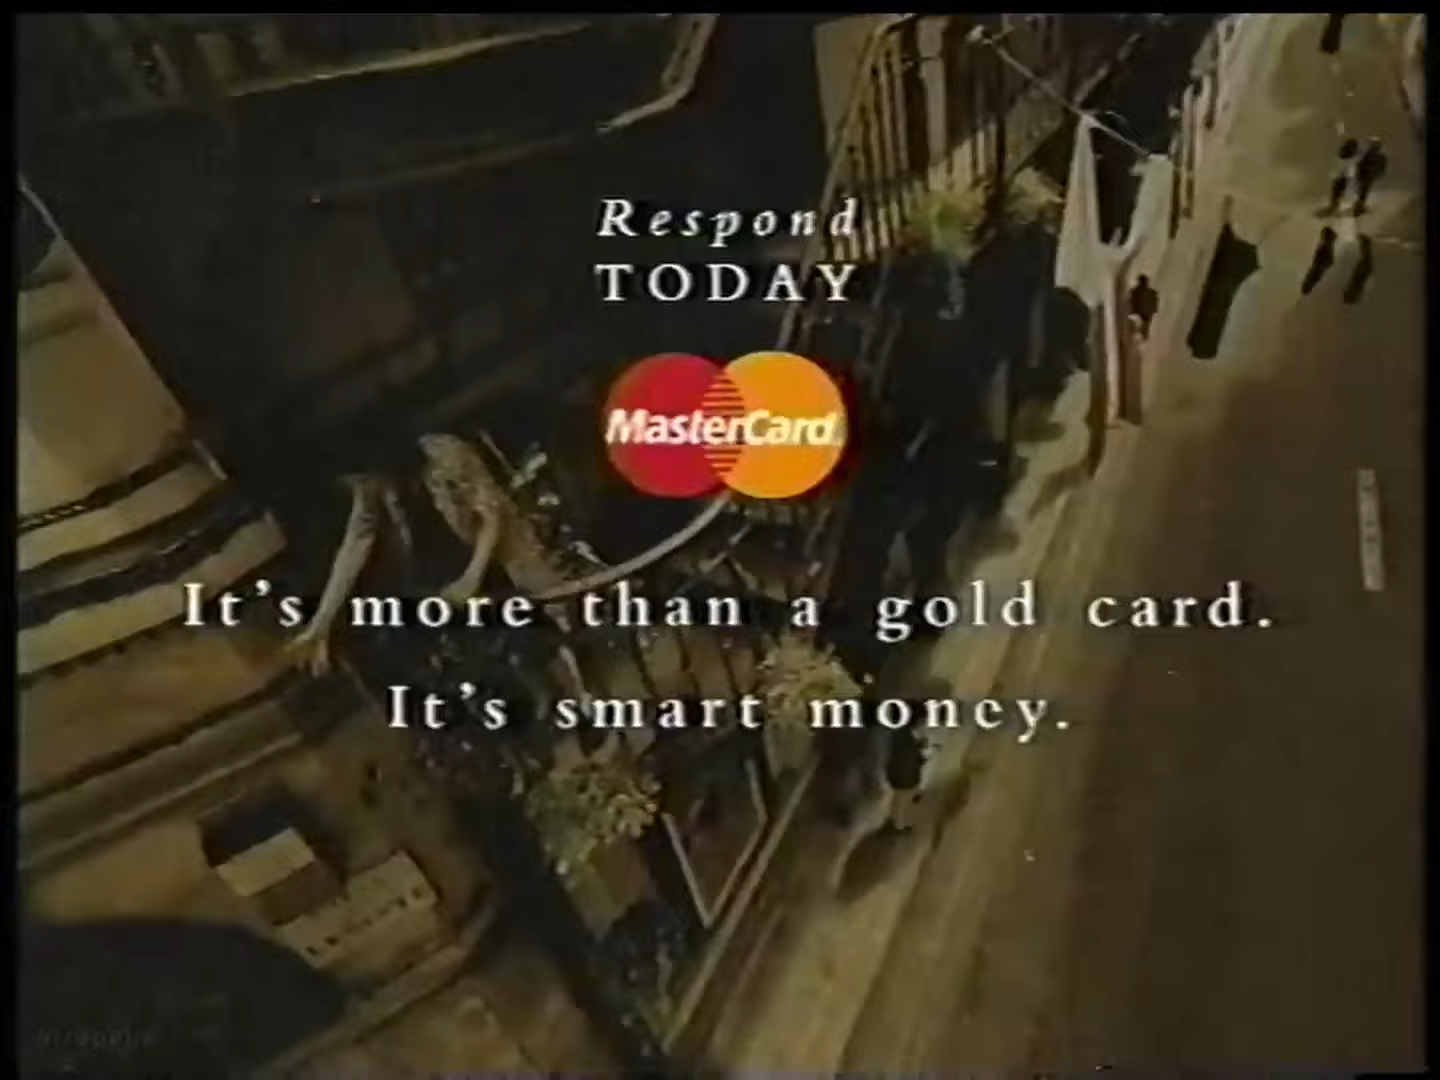 Respond
TODAY
MasterCard
It's more than a gold card.
It's smart money.